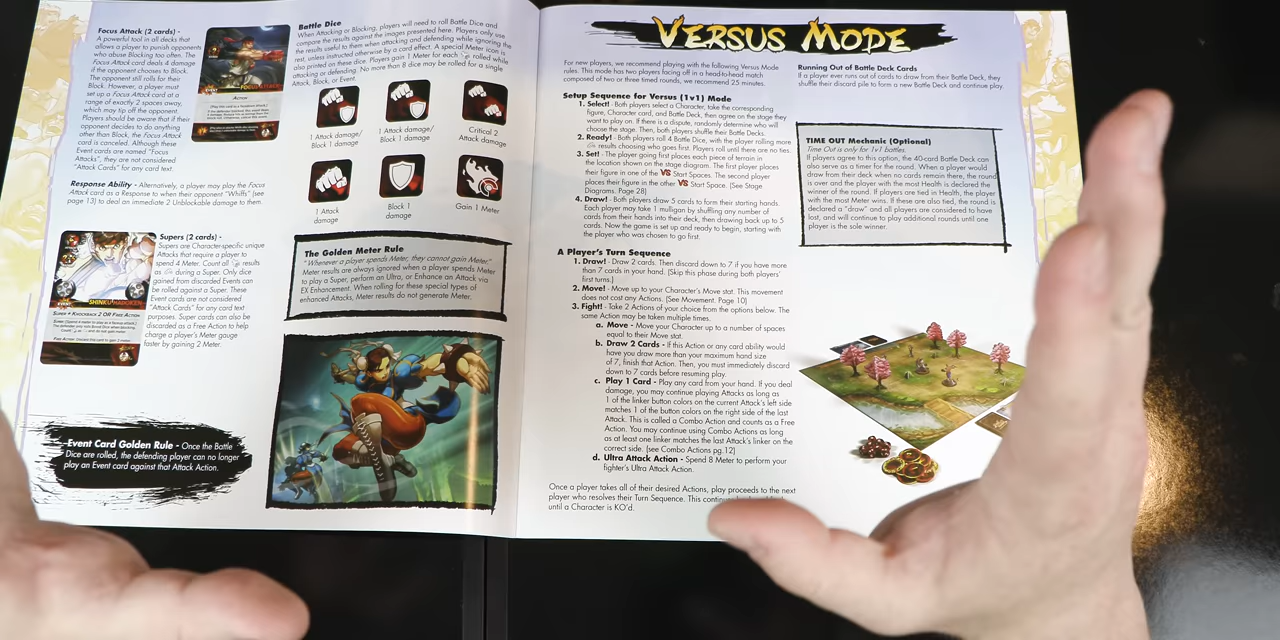 Focus Attack (2 cards) -
A powerful tool in all decks that
allows a player to punish opponents
who abuse Blocking too often. The
Focus Attack card deals 4 damage
if the opponent chooses to Block.
The opponent still rolls for their
Block. However, a player must
set up a Focus Attack card at a
range of exactly 2 spaces away,
which may tip off the opponent.
Players should be aware that if their
opponent decides to do anything
other than Block, the Focus Attack
card is canceled. Although these
Event cards are named "Focus
Attacks", they are not considered
"Attack Cards" for any card text.
FOCUS ATTACK
ACTION
Response Ability - Alternatively, a player may play the Focus
Attack card as a Response to when their opponent "Whiffs" (see
page 13) to deal an immediate 2 Unblockable damage to them.
EVENT
SHINKU HADOKEN
Super • Knockback 2 OR Free Action
Supers (2 cards) -
Supers are Character-specific unique
Attacks that require a player to
spend 4 Meter. Count all results
as during a Super. Only dice
gained from discarded Events can
be rolled against a Super. These
Event cards are not considered
"Attack Cards" for any card text
purposes. Super cards can also be
discarded as a Free Action to help
charge a player's Meter gauge
faster by gaining 2 Meter.
Event Card Golden Rule - Once the Battle
Dice are rolled, the defending player can no longer
play an Event card against that Attack Action.
Battle Dice
When Attacking or Blocking, players will need to roll Battle Dice and
compare the results against the images presented here. Players only use
the results useful to them when attacking and defending while ignoring the
rest, unless instructed otherwise by a card effect. A special Meter icon is
also printed on these dice. Players gain 1 Meter for each rolled while
attacking or defending. No more than 8 dice may be rolled for a single
Attack, Block, or Event.
1 Attack damage/
Block 1 damage
1 Attack damage/
Block 1 damage
Critical 2
Attack damage
1 Attack
damage
Block 1
damage
Gain 1 Meter
The Golden Meter Rule
"Whenever a player spends Meter, they cannot gain Meter."
Meter results are always ignored when a player spends Meter
to play a Super, perform an Ultra, or Enhance an Attack via
EX Enhancement. When rolling for these special types of
enhanced Attacks, Meter results do not generate Meter.
VERSUS MODE
For new players, we recommend playing with the following Versus Mode
rules. This mode has two players facing off in a head-to-head match
composed of two or three timed rounds, we recommend 25 minutes.
Setup Sequence for Versus (1v1) Mode
1. Select! - Both players select a Character, take the corresponding
figure, Character card, and Battle Deck, then agree on the stage they
want to play on. If there is a dispute, randomly determine who will
choose the stage. Then, both players shuffle their Battle Decks.
2. Ready! - Both players roll 4 Battle Dice, with the player rolling more
results choosing who goes first. Players roll until there are no ties.
3. Set! - The player going first places each piece of terrain in
the location shown on the stage diagram. The first player places
their figure in one of the VS Start Spaces. The second player
places their figure in the other VS Start Space. (See Stage
Diagrams. Page 28)
4. Draw! - Both players draw 5 cards to form their starting hands.
Each player may take 1 mulligan by shuffling any number of
cards from their hands into their deck, then drawing back up to 5
cards. Now the game is set up and ready to begin, starting with
the player who was chosen to go first.
A Player's Turn Sequence
1. Draw! - Draw 2 cards. Then discard down to 7 if you have more
than 7 cards in your hand. (Skip this phase during both players'
first turns.)
2. Move! - Move up to your Character's Move stat. This movement
does not cost any Actions. (See Movement. Page 10)
3. Fight! - Take 2 Actions of your choice from the options below. The
same Action may be taken multiple times.
a. Move - Move your Character up to a number of spaces
equal to their Move stat.
b. Draw 2 Cards - If this Action or any card ability would
have you draw more than your maximum hand size
of 7, finish that Action. Then, you must immediately discard
down to 7 cards before resuming play.
c. Play 1 Card - Play any card from your hand. If you deal
damage, you may continue playing Attacks as long as
1 of the linker button colors on the current Attack's left side
matches 1 of the button colors on the right side of the last
Attack. This is called a Combo Action and counts as a Free
Action. You may continue using Combo Actions as long
as at least one linker matches the last Attack's linker on the
correct side. (see Combo Actions pg.12)
d. Ultra Attack Action - Spend 8 Meter to perform your
fighter's Ultra Attack Action.
Once a player takes all of their desired Actions, play proceeds to the next
player who resolves their Turn Sequence. This
until a Character is KO'd.
Running Out of Battle Deck Cards
If a player ever runs out of cards to draw from their Battle Deck, they
shuffle their discard pile to form a new Battle Deck and continue play.
TIME OUT Mechanic (Optional)
Time Out is only for 1v1 battles.
If players agree to this option, the 40-card Battle Deck can
also serve as a timer for the round. When a player would
draw from their deck when no cards remain there, the round
is over and the player with the most Health is declared the
winner of the round. If players are tied in Health, the player
with the most Meter wins. If these are also tied, the round is
declared a "draw" and all players are considered to have
lost, and will continue to play additional rounds until one
player is the sole winner.